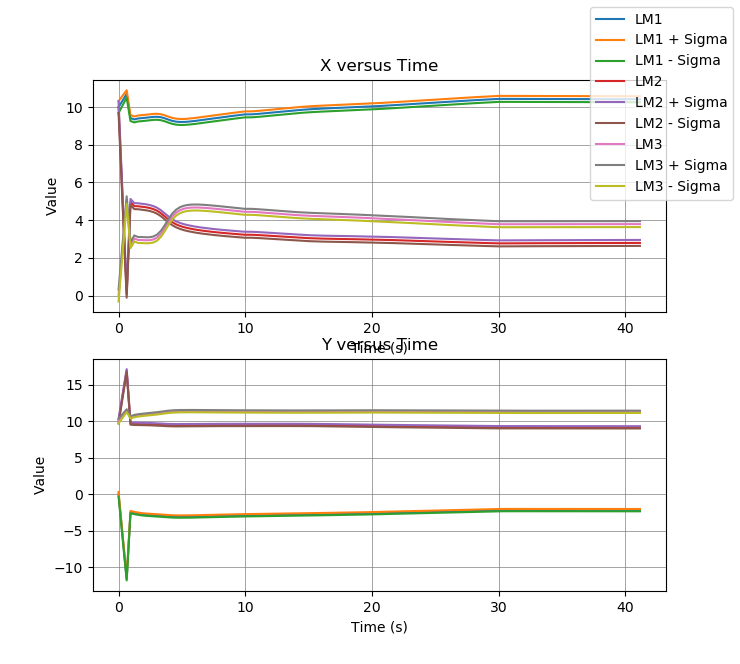 LM1
LM1 + Sigma
LM1 - Sigma
LM2
LM2 + Sigma
LM2 - Sigma
LM3
LM3 + Sigma
LM3 - Sigma
X versus Time
Value
10
8
6
4
2
0
0 10 20 30 40
Time (s)
Y versus Time
Value
15
10
5
0
−5
−10
0 10 20 30 40
Time (s)